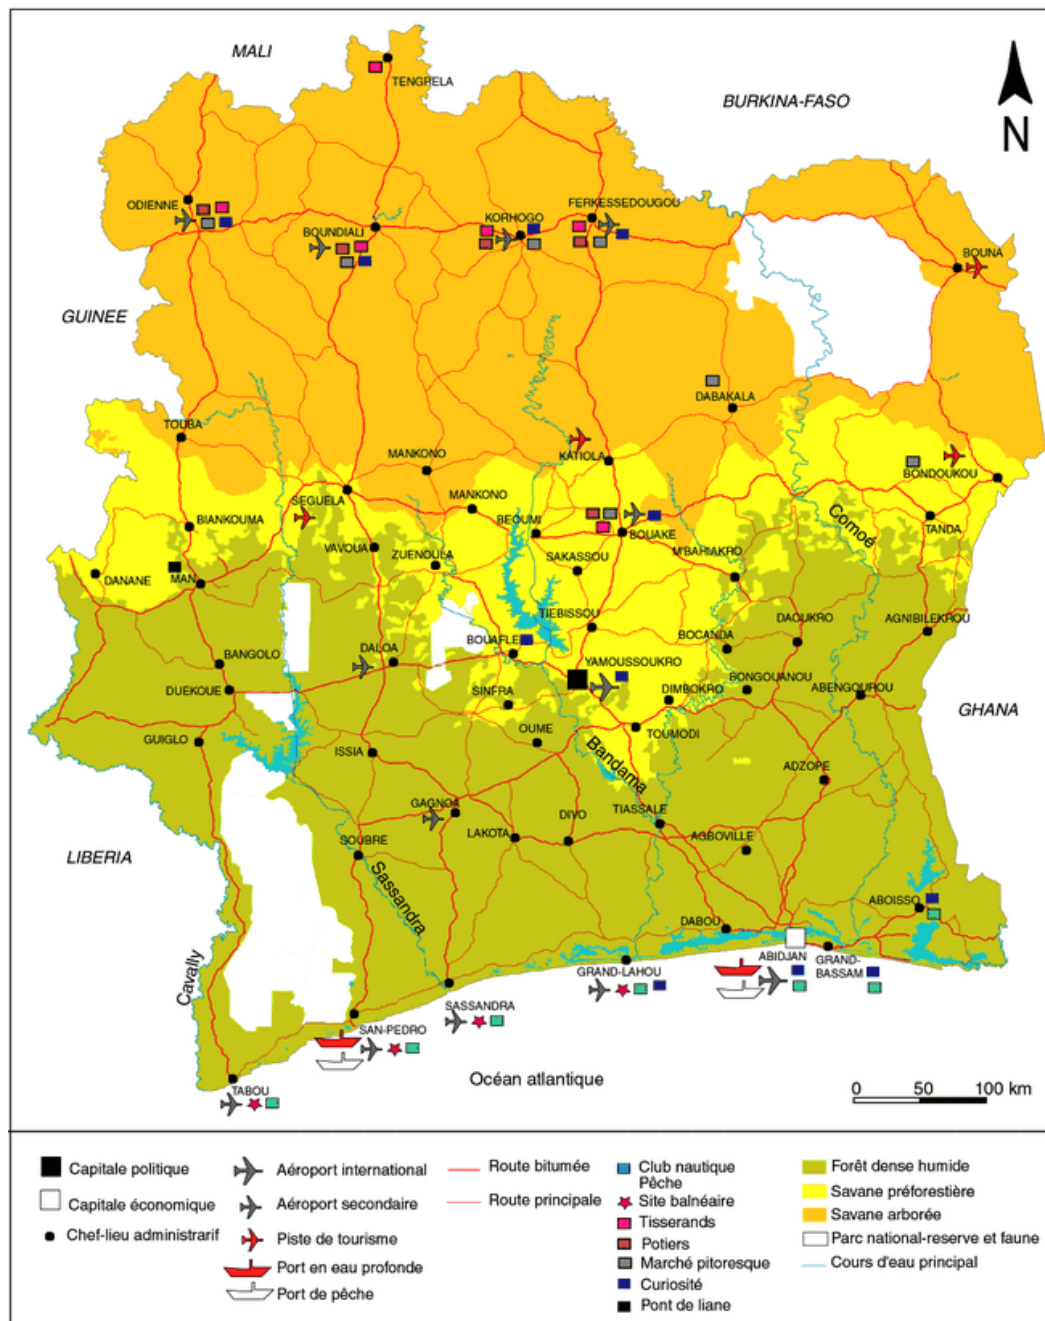 MALI
BURKINA-FASO
N
TENGRELA
ODIENNE
BOUNDIALI
KORHOGO
FERKESSEDOUGOU
BOUNA
GUINEE
DABAKALA
TOUBA
MANKONO
KATIOLA
BONDOUKOU
SEGUELA
MANKONO
BIANKOUMA
BEOUMI
BOUAKE
TANDA
Comoé
VAVOUA
ZUENOULA
SAKASSOU
M'BAHIAKRO
DANANE
MAN
TIEBISSOU
DAOUKRO
AGNIBILEKROU
BOCANDA
BANGOLO
DALOA
BOUAFLE
YAMOUSSOUKRO
BONGOUANOU
DUEKOUE
SINFRA
DIMBOKRO
ABENGOUROU
GHANA
GUIGLO
ISSIA
OUME
TOUMODI
Bandama
ADZOPE
GAGNOA
TIASSALE
LAKOTA
DIVO
AGBOVILLE
SOUBRE
LIBERIA
Sassandra
ABOISSO
DABOU
Cavally
GRAND-LAHOU
ABIDJAN
GRAND-
BASSAM
SASSANDRA
SAN-PEDRO
Océan atlantique
TABOU
0 50 100 km
Capitale politique
Capitale économique
Chef-lieu administrarif
Aéroport international
Aéroport secondaire
Piste de tourisme
Port en eau profonde
Port de pêche
Route bitumée
Route principale
Club nautique
Pêche
Site balnéaire
Tisserands
Potiers
Marché pitoresque
Curiosité
Pont de liane
Forêt dense humide
Savane préforestière
Savane arborée
Parc national-reserve et faune
Cours d'eau principal